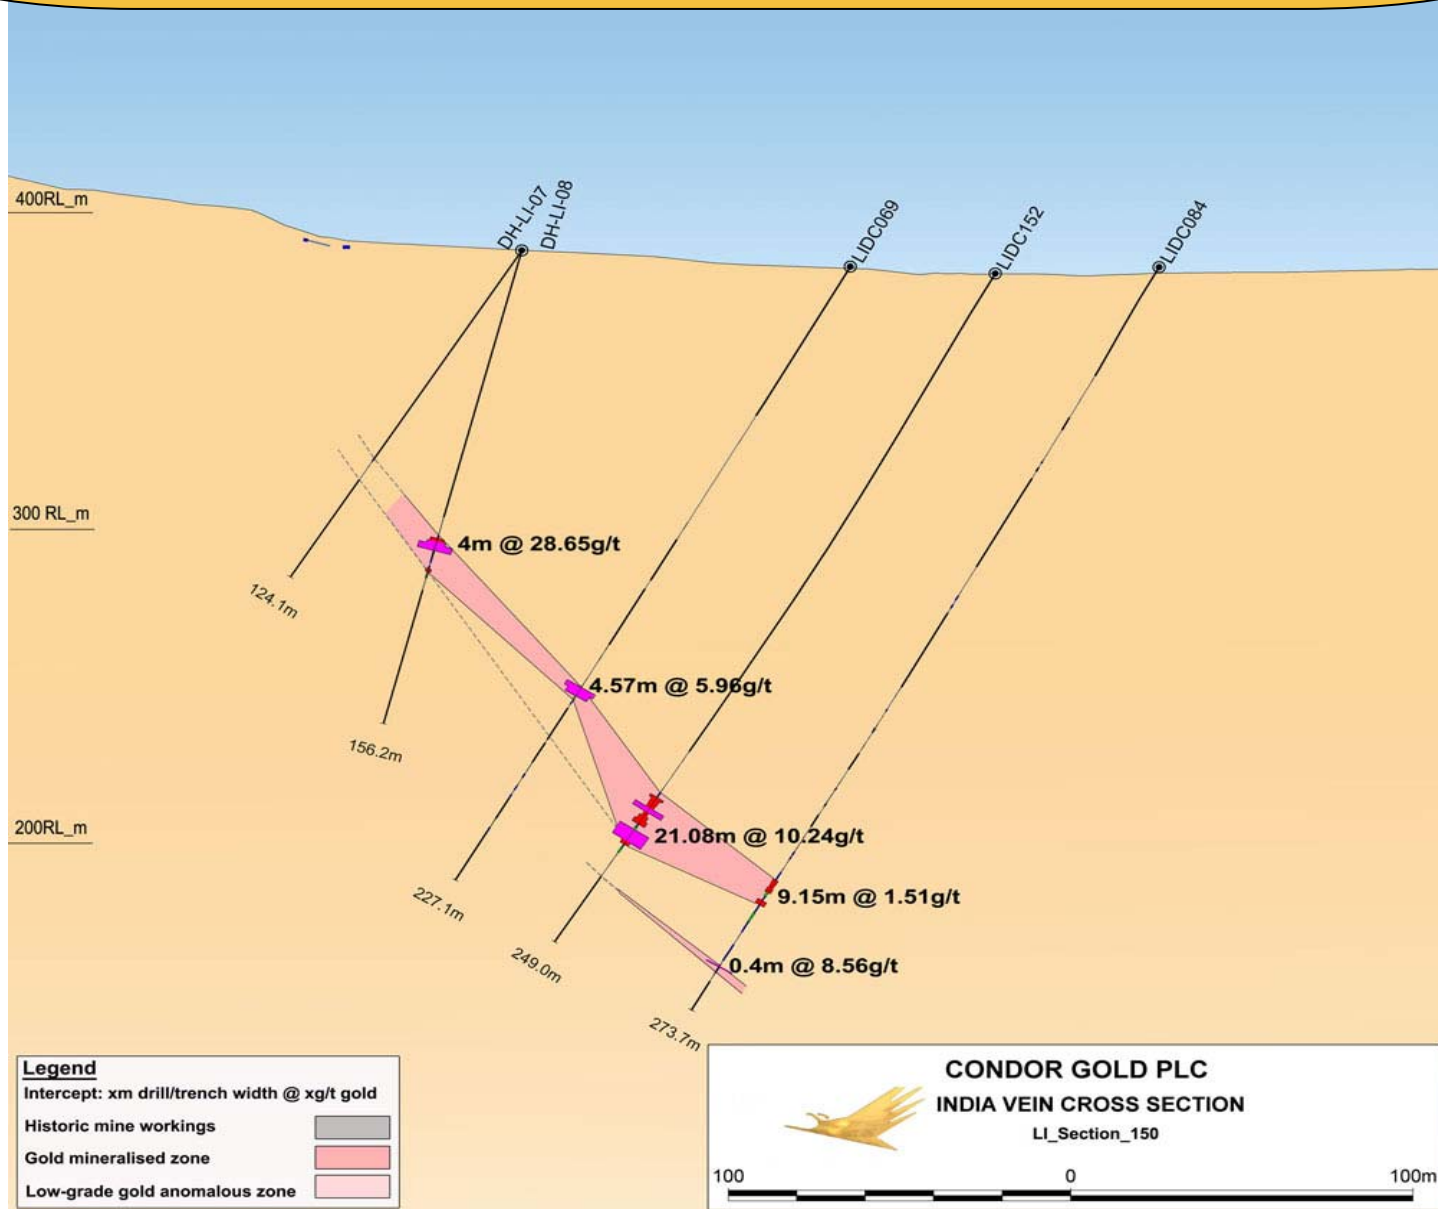 400RL_m
DH-LI-07
DH-LI-08
LIDC069
LIDC152
LIDC084
300 RL_m
4m @ 28.65g/t
124.1m
4.57m @ 5.96g/t
156.2m
200RL_m
21.08m @ 10.24g/t
227.1m
9.15m @ 1.51g/t
249.0m
0.4m @ 8.56g/t
273.7m
Legend
Intercept: xm drill/trench width @ xg/t gold
Historic mine workings
Gold mineralised zone
Low-grade gold anomalous zone
CONDOR GOLD PLC
INDIA VEIN CROSS SECTION
LI_Section_150
100 0 100m